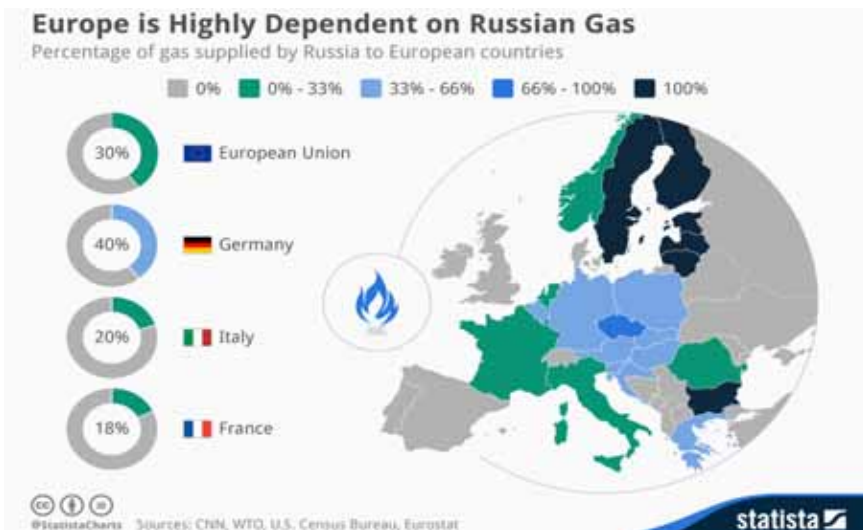 Europe is Highly Dependent on Russian Gas
Percentage of gas supplied by Russia to European countries
0% 0% - 33% 33% - 66% 66% - 100% 100%
30% European Union
40% Germany
20% Italy
18% France
cc
@StatistaCharts Sources: CNN, WTO, U.S. Census Bureau, Eurostat
statista